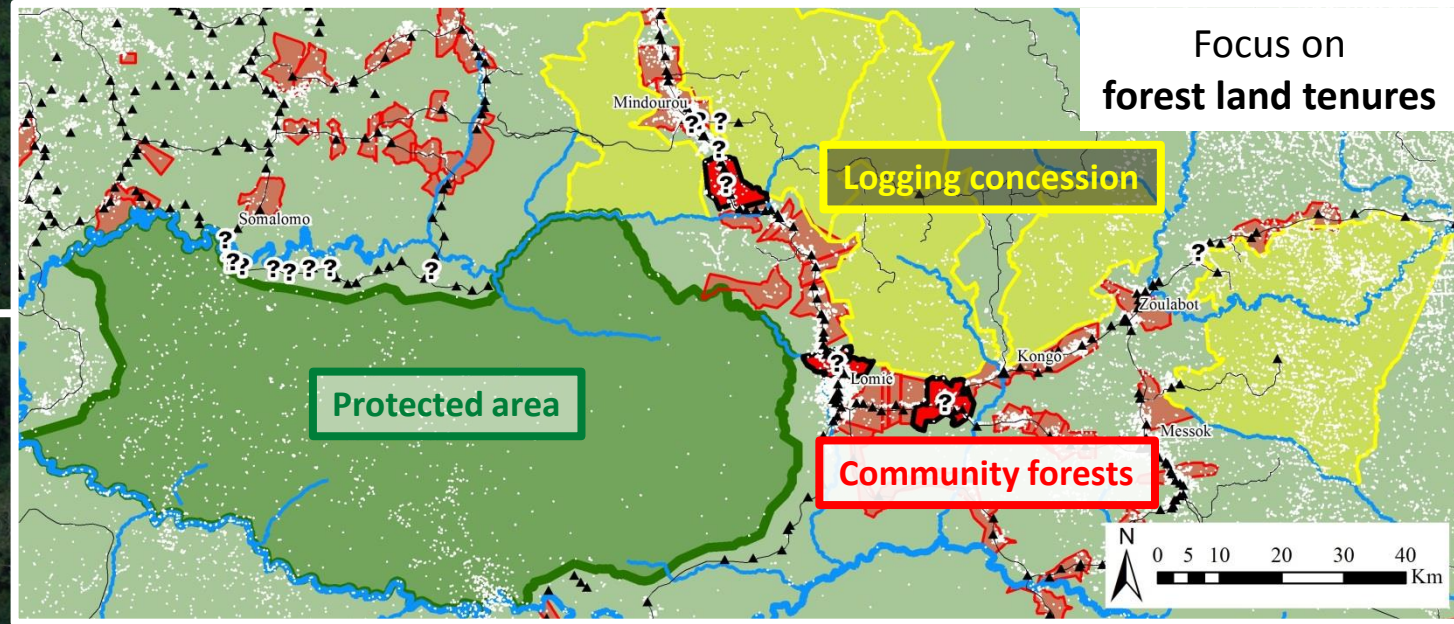 Focus on
forest land tenures
Mindourou
?
?
?
?
?
Logging concession
Somalomo
?
?
?
?
?
?
?
?
?
Zoulabot
Kongo
?
Lomié
?
Protected area
Messok
Community forests
N
0 5 10 20 30 40
Km